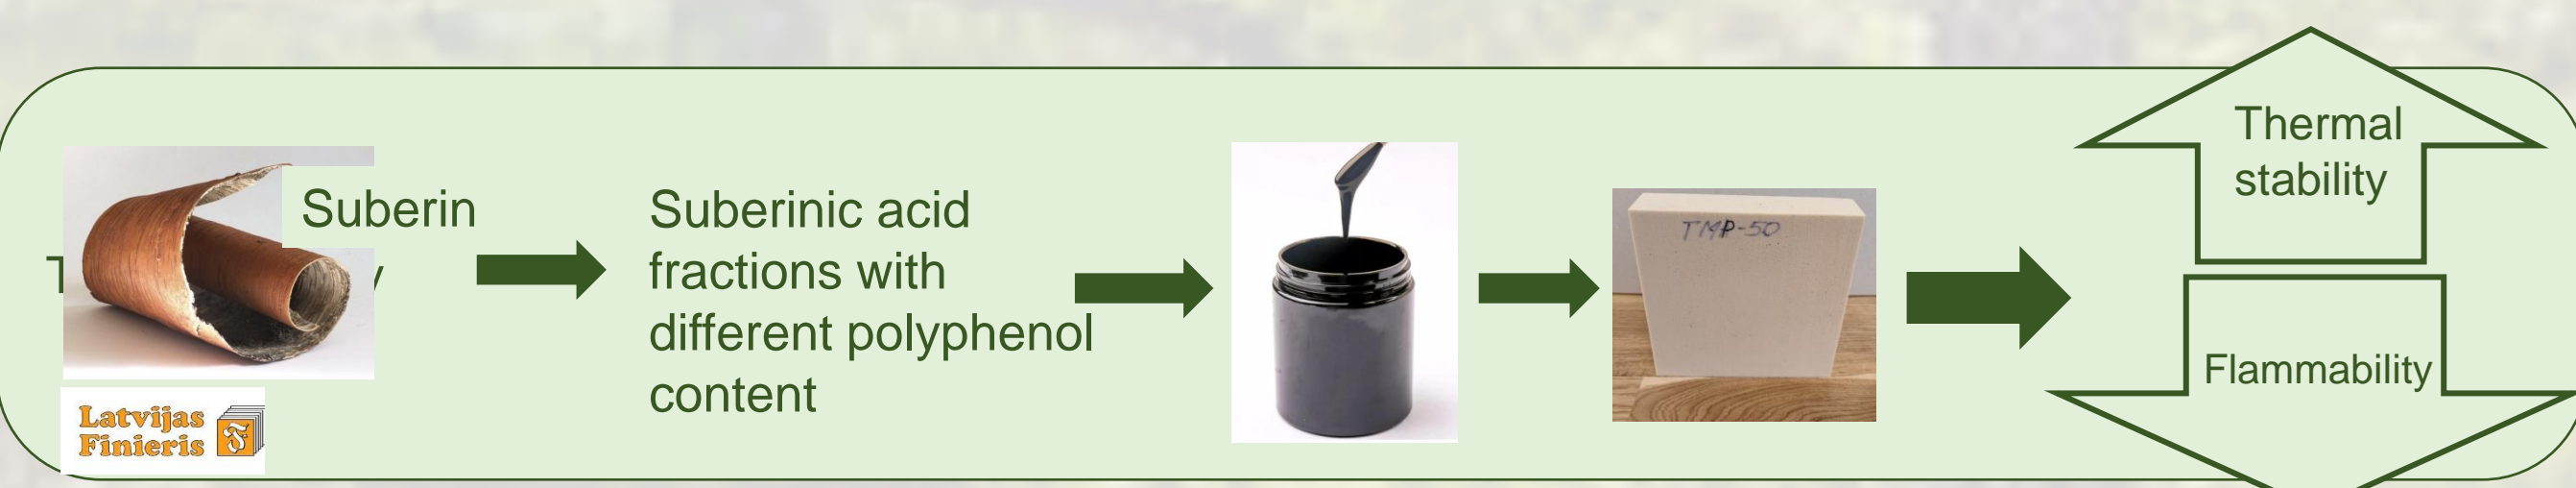 Suberin
Latvijas
Finieris
Suberinic acid
fractions with
different polyphenol
content
TMP-50
Thermal
stability
Flammability